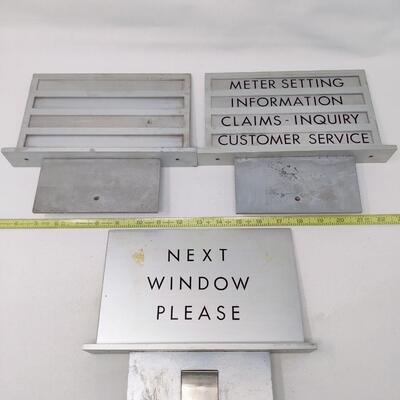 METER SETTING
INFORMATION
CLAIMS - INQUIRY
CUSTOMER SERVICE
NEXT
WINDOW
PLEASE